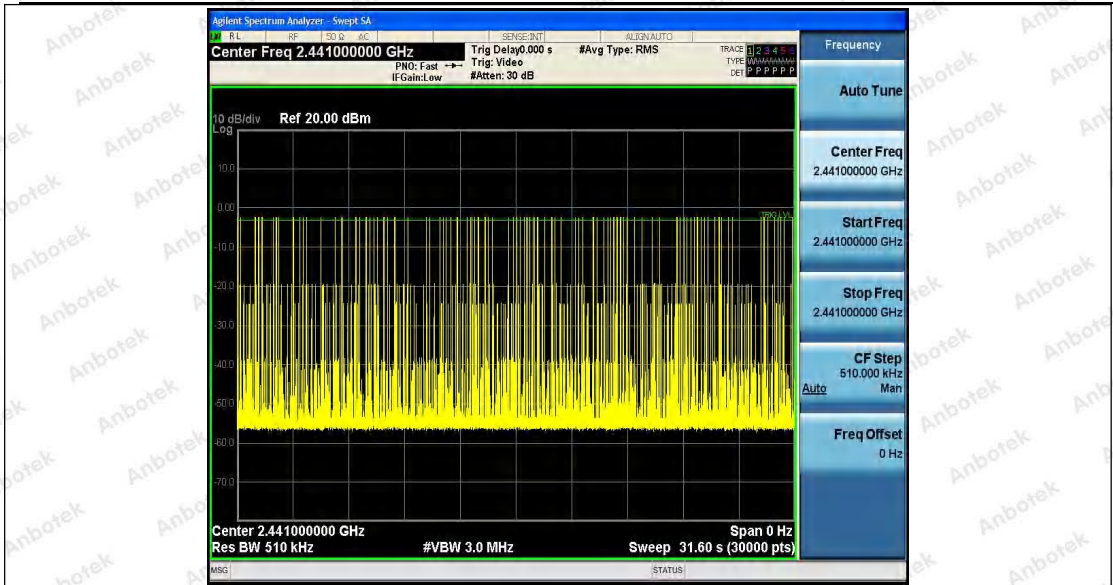 Agilent Spectrum Analyzer - Swept SA
RL RF 50 Ω AC SENSE:INT ALIGN AUTO
Center Freq 2.441000000 GHz
PNO: Fast
IFGain:Low
Trig Delay0.000 s
Trig: Video
#Atten: 30 dB
#Avg Type: RMS
TRACE 1 2 3 4 5 6
TYPE
DET P P P P P P
10 dB/div
Log
Ref 20.00 dBm
10.0
0.00
-10.0
-20.0
-30.0
-40.0
-50.0
-60.0
-70.0
TRIG LVL
Center 2.441000000 GHz
Span 0 Hz
Res BW 510 kHz
#VBW 3.0 MHz
Sweep 31.60 s (30000 pts)
MSG
STATUS
Frequency
Auto Tune
Center Freq
2.441000000 GHz
Start Freq
2.441000000 GHz
Stop Freq
2.441000000 GHz
CF Step
510.000 kHz
Auto Man
Freq Offset
0 Hz
Anbotek